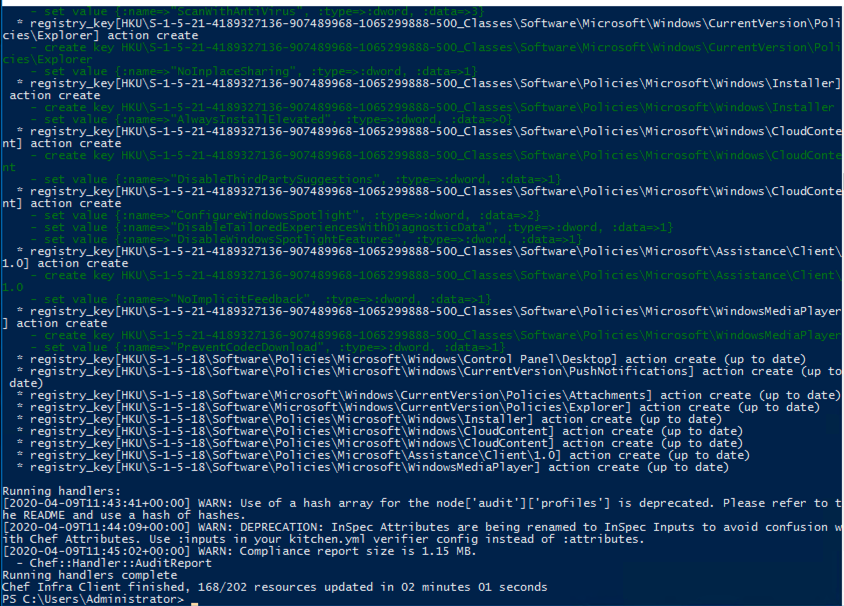 - set value {:name=>"ScanWithAntiVirus", :type=>:dword, :data=>3}
  * registry_key[HKU\S-1-5-21-4189327136-907489968-1065299888-500_Classes\Software\Microsoft\Windows\CurrentVersion\Poli
cies\Explorer] action create
    - create key HKU\S-1-5-21-4189327136-907489968-1065299888-500_Classes\Software\Microsoft\Windows\CurrentVersion\Poli
cies\Explorer
    - set value {:name=>"NoInplaceSharing", :type=>:dword, :data=>1}
  * registry_key[HKU\S-1-5-21-4189327136-907489968-1065299888-500_Classes\Software\Policies\Microsoft\Windows\Installer]
 action create
    - create key HKU\S-1-5-21-4189327136-907489968-1065299888-500_Classes\Software\Policies\Microsoft\Windows\Installer
    - set value {:name=>"AlwaysInstallElevated", :type=>:dword, :data=>0}
  * registry_key[HKU\S-1-5-21-4189327136-907489968-1065299888-500_Classes\Software\Policies\Microsoft\Windows\CloudConte
nt] action create
    - create key HKU\S-1-5-21-4189327136-907489968-1065299888-500_Classes\Software\Policies\Microsoft\Windows\CloudConte
nt
    - set value {:name=>"DisableThirdPartySuggestions", :type=>:dword, :data=>1}
  * registry_key[HKU\S-1-5-21-4189327136-907489968-1065299888-500_Classes\Software\Policies\Microsoft\Windows\CloudConte
nt] action create
    - set value {:name=>"ConfigureWindowsSpotlight", :type=>:dword, :data=>2}
    - set value {:name=>"DisableTailoredExperiencesWithDiagnosticData", :type=>:dword, :data=>1}
    - set value {:name=>"DisableWindowsSpotlightFeatures", :type=>:dword, :data=>1}
  * registry_key[HKU\S-1-5-21-4189327136-907489968-1065299888-500_Classes\Software\Policies\Microsoft\Assistance\Client\
1.0] action create
    - create key HKU\S-1-5-21-4189327136-907489968-1065299888-500_Classes\Software\Policies\Microsoft\Assistance\Client\
1.0
    - set value {:name=>"NoImplicitFeedback", :type=>:dword, :data=>1}
  * registry_key[HKU\S-1-5-21-4189327136-907489968-1065299888-500_Classes\Software\Policies\Microsoft\WindowsMediaPlayer
] action create
    - create key HKU\S-1-5-21-4189327136-907489968-1065299888-500_Classes\Software\Policies\Microsoft\WindowsMediaPlayer
    - set value {:name=>"PreventCodecDownload", :type=>:dword, :data=>1}
  * registry_key[HKU\S-1-5-18\Software\Policies\Microsoft\Windows\Control Panel\Desktop] action create (up to date)
  * registry_key[HKU\S-1-5-18\Software\Policies\Microsoft\Windows\CurrentVersion\PushNotifications] action create (up to
 date)
  * registry_key[HKU\S-1-5-18\Software\Microsoft\Windows\CurrentVersion\Policies\Attachments] action create (up to date)
  * registry_key[HKU\S-1-5-18\Software\Microsoft\Windows\CurrentVersion\Policies\Explorer] action create (up to date)
  * registry_key[HKU\S-1-5-18\Software\Policies\Microsoft\Windows\Installer] action create (up to date)
  * registry_key[HKU\S-1-5-18\Software\Policies\Microsoft\Windows\CloudContent] action create (up to date)
  * registry_key[HKU\S-1-5-18\Software\Policies\Microsoft\Windows\CloudContent] action create (up to date)
  * registry_key[HKU\S-1-5-18\Software\Policies\Microsoft\Assistance\Client\1.0] action create (up to date)
  * registry_key[HKU\S-1-5-18\Software\Policies\Microsoft\WindowsMediaPlayer] action create (up to date)

Running handlers:
[2020-04-09T11:43:41+00:00] WARN: Use of a hash array for the node['audit']['profiles'] is deprecated. Please refer to t
he README and use a hash of hashes.
[2020-04-09T11:44:09+00:00] WARN: DEPRECATION: InSpec Attributes are being renamed to InSpec Inputs to avoid confusion w
ith Chef Attributes. Use :inputs in your kitchen.yml verifier config instead of :attributes.
[2020-04-09T11:45:02+00:00] WARN: Compliance report size is 1.15 MB.
  - Chef::Handler::AuditReport
Running handlers complete
Chef Infra Client finished, 168/202 resources updated in 02 minutes 01 seconds
PS C:\Users\Administrator> _